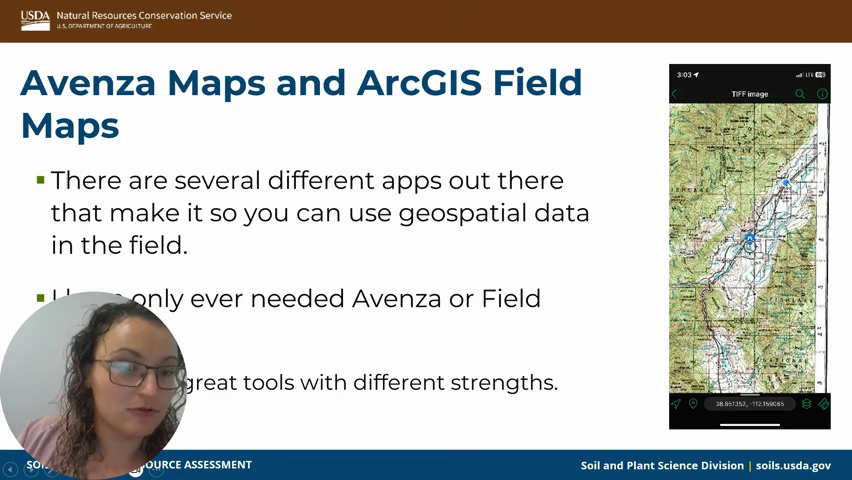 USDA
Natural Resources Conservation Service
U.S. DEPARTMENT OF AGRICULTURE
Avenza Maps and ArcGIS Field
Maps
There are several different apps out there
that make it so you can use geospatial data
in the field.
only ever needed Avenza or Field
great tools with different strengths.
3:03
LTE
TIFF image
38.651352, -112.159085
OURCE ASSESSMENT
Soil and Plant Science Division | soils.usda.gov